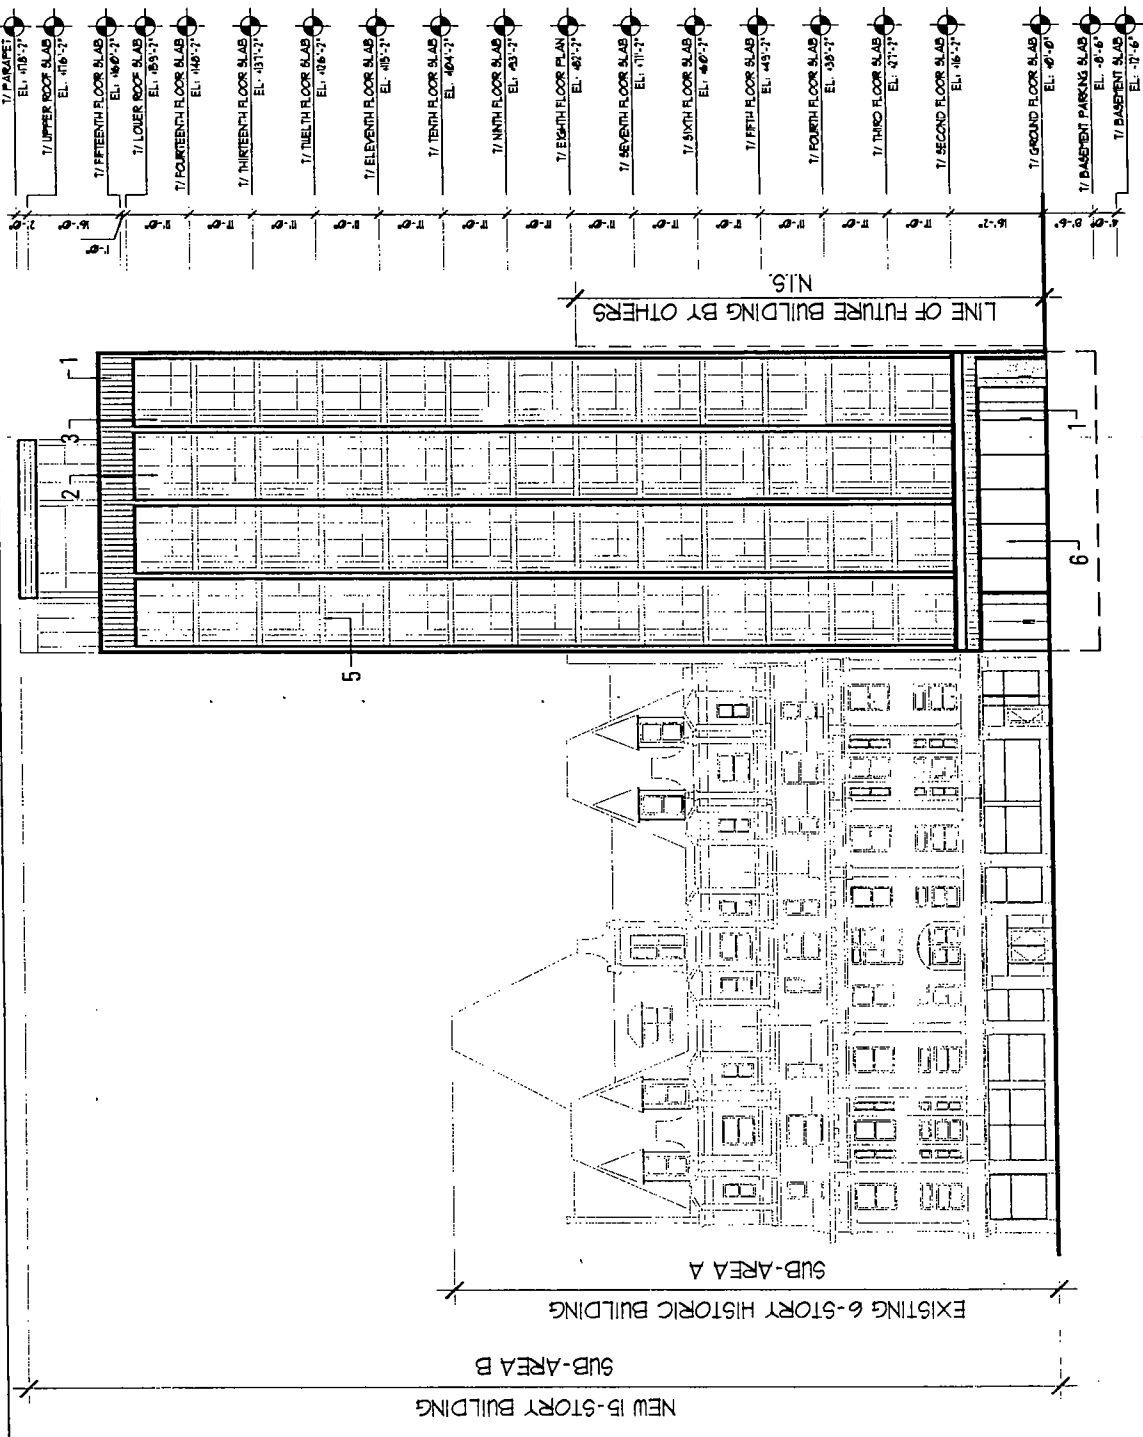 T/ PARAPET
EL: +178'-2"
T/ UPPER ROOF SLAB
EL: +176'-2"
T/ FIFTEENTH FLOOR SLAB
EL: +160'-2"
T/ LOWER ROOF SLAB
EL: +159'-2"
T/ FOURTEENTH FLOOR SLAB
EL: +148'-2"
T/ THIRTEENTH FLOOR SLAB
EL: +137'-2"
T/ TWELTH FLOOR SLAB
EL: +126'-2"
T/ ELEVENTH FLOOR SLAB
EL: +115'-2"
T/ TENTH FLOOR SLAB
EL: +104'-2"
T/ NINTH FLOOR SLAB
EL: +93'-2"
T/ EIGHTH FLOOR PLAN
EL: +82'-2"
T/ SEVENTH FLOOR SLAB
EL: +71'-2"
T/ SIXTH FLOOR SLAB
EL: +60'-2"
T/ FIFTH FLOOR SLAB
EL: +49'-2"
T/ FOURTH FLOOR SLAB
EL: +38'-2"
T/ THIRD FLOOR SLAB
EL: +27'-2"
T/ SECOND FLOOR SLAB
EL: +16'-2"
T/ GROUND FLOOR SLAB
EL: +0'-0"
T/ BASEMENT PARKING SLAB
EL: -8'-6"
T/ BASEMENT SLAB
EL: -12'-6"
2'-0"
16'-0"
1'-0"
11'-0"
11'-0"
11'-0"
11'-0"
11'-0"
11'-0"
11'-0"
11'-0"
11'-0"
11'-0"
11'-0"
11'-0"
16'-2"
8'-6"
4'-0"
LINE OF FUTURE BUILDING BY OTHERS
N.I.S.
1
3
2
5
1
6
EXISTING 6-STORY HISTORIC BUILDING
SUB-AREA A
NEW 15-STORY BUILDING
SUB-AREA B